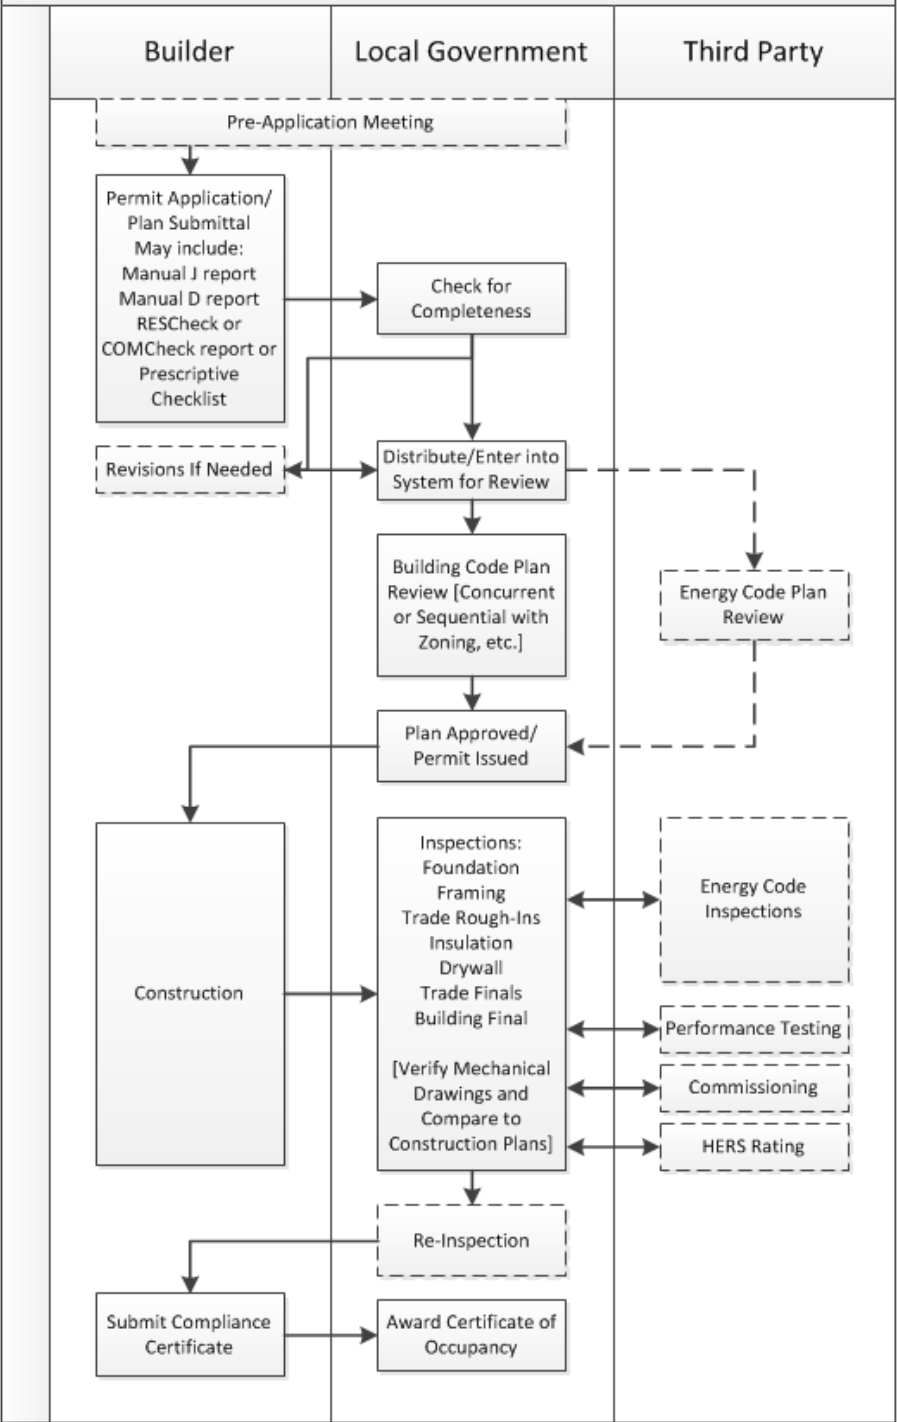 Builder
Local Government
Third Party
Pre-Application Meeting
Permit Application/
Plan Submittal
May include:
Manual J report
Manual D report
RESCheck or
COMCheck report or
Prescriptive
Checklist
Check for
Completeness
Revisions If Needed
Distribute/Enter into
System for Review
Building Code Plan
Review [Concurrent
or Sequential with
Zoning, etc.]
Energy Code Plan
Review
Plan Approved/
Permit Issued
Construction
Inspections:
Foundation
Framing
Trade Rough-Ins
Insulation
Drywall
Trade Finals
Building Final
[Verify Mechanical
Drawings and
Compare to
Construction Plans]
Energy Code
Inspections
Performance Testing
Commissioning
HERS Rating
Re-Inspection
Submit Compliance
Certificate
Award Certificate of
Occupancy